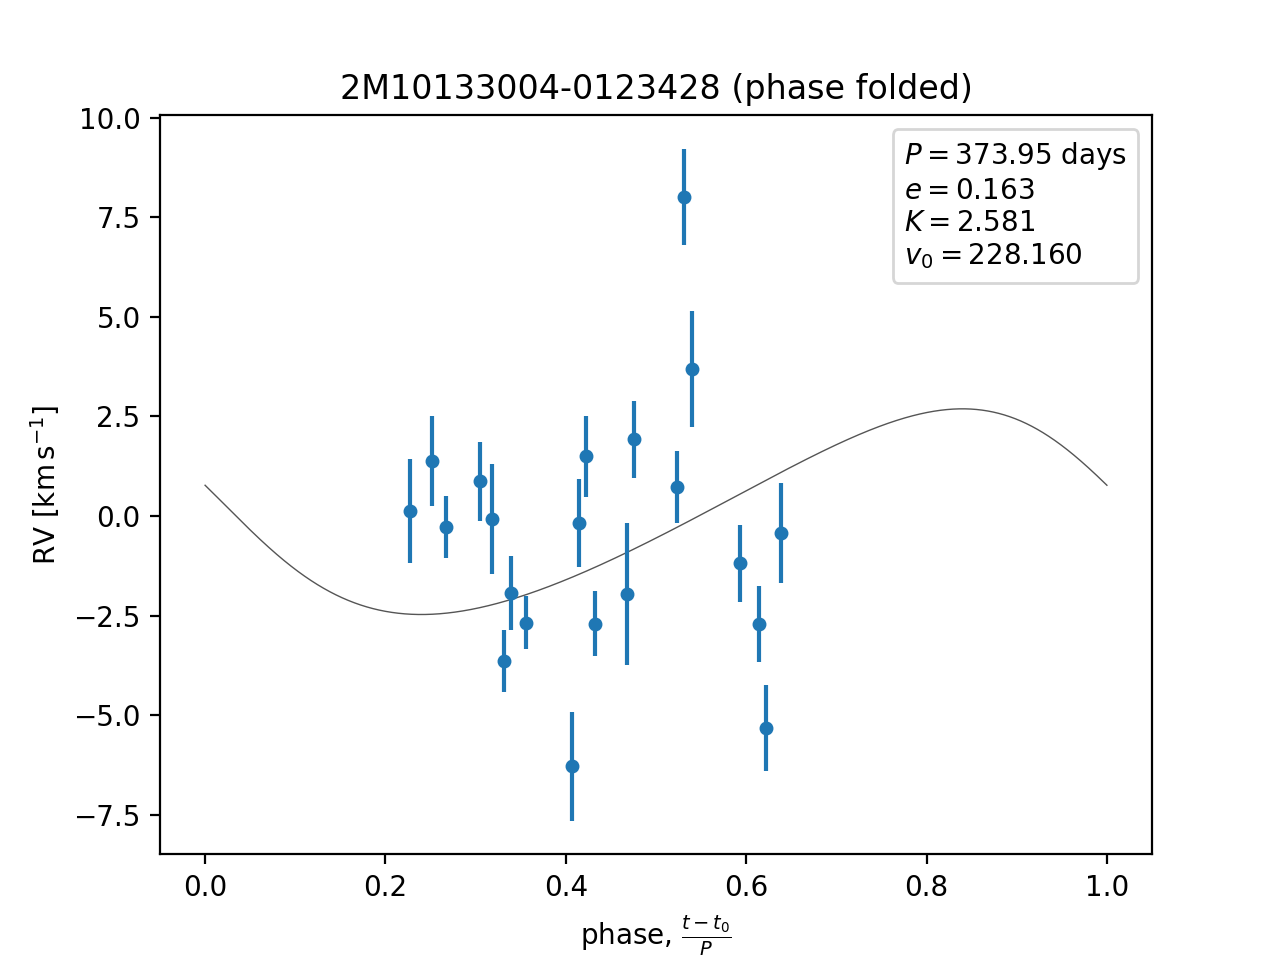 2M10133004-0123428 (phase folded)
10.0
7.5
5.0
2.5
0.0
−2.5
−5.0
−7.5
RV [km s⁻¹]
P = 373.95 days
e = 0.163
K = 2.581
v₀ = 228.160
0.0 0.2 0.4 0.6 0.8 1.0
phase, (t − t₀)/P